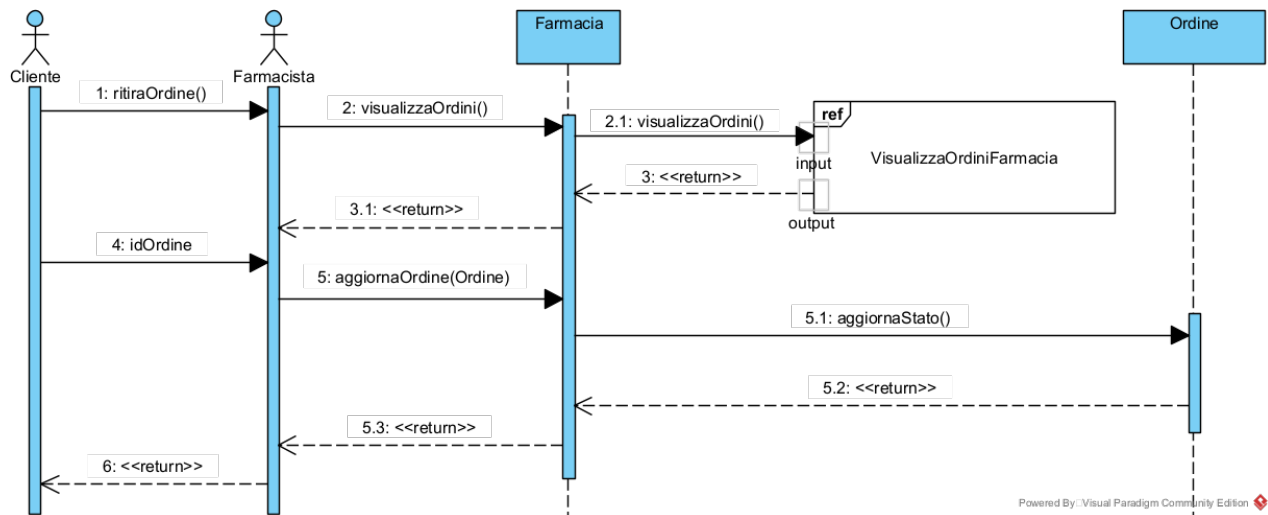 Farmacia
Ordine
Cliente
Farmacista
1: ritiraOrdine()
2: visualizzaOrdini()
2.1: visualizzaOrdini()
ref
VisualizzaOrdiniFarmacia
input
3: <<return>>
output
3.1: <<return>>
4: idOrdine
5: aggiornaOrdine(Ordine)
5.1: aggiornaStato()
5.2: <<return>>
5.3: <<return>>
6: <<return>>
Powered By Visual Paradigm Community Edition